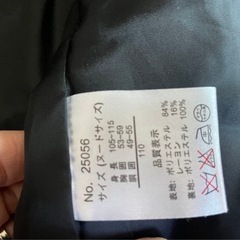 No. 25056
サイズ (ヌードサイズ)
身長 105-115
胸囲 53-59
胴囲 49-55
110
品質表示
表地: ポリエステル 84%
レーヨン 16%
裏地: ポリエステル 100%